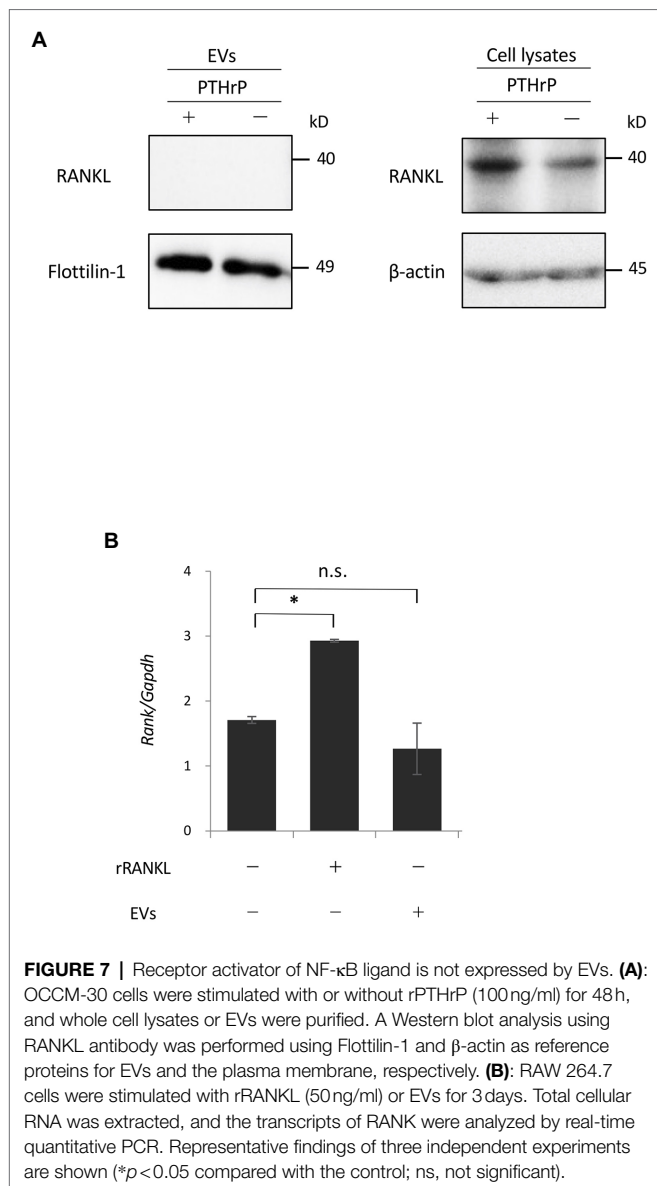 A
EVs
PTHrP
+ − kD
RANKL
40
Flottilin-1
49
Cell lysates
PTHrP
+ − kD
RANKL
40
β-actin
45
B
n.s.
*
Rank/Gapdh
4
3
2
1
0
rRANKL − + −
EVs − − +
FIGURE 7 | Receptor activator of NF-κB ligand is not expressed by EVs. (A):
OCCM-30 cells were stimulated with or without rPTHrP (100 ng/ml) for 48 h,
and whole cell lysates or EVs were purified. A Western blot analysis using
RANKL antibody was performed using Flottilin-1 and β-actin as reference
proteins for EVs and the plasma membrane, respectively. (B): RAW 264.7
cells were stimulated with rRANKL (50 ng/ml) or EVs for 3 days. Total cellular
RNA was extracted, and the transcripts of RANK were analyzed by real-time
quantitative PCR. Representative findings of three independent experiments
are shown (*p < 0.05 compared with the control; ns, not significant).